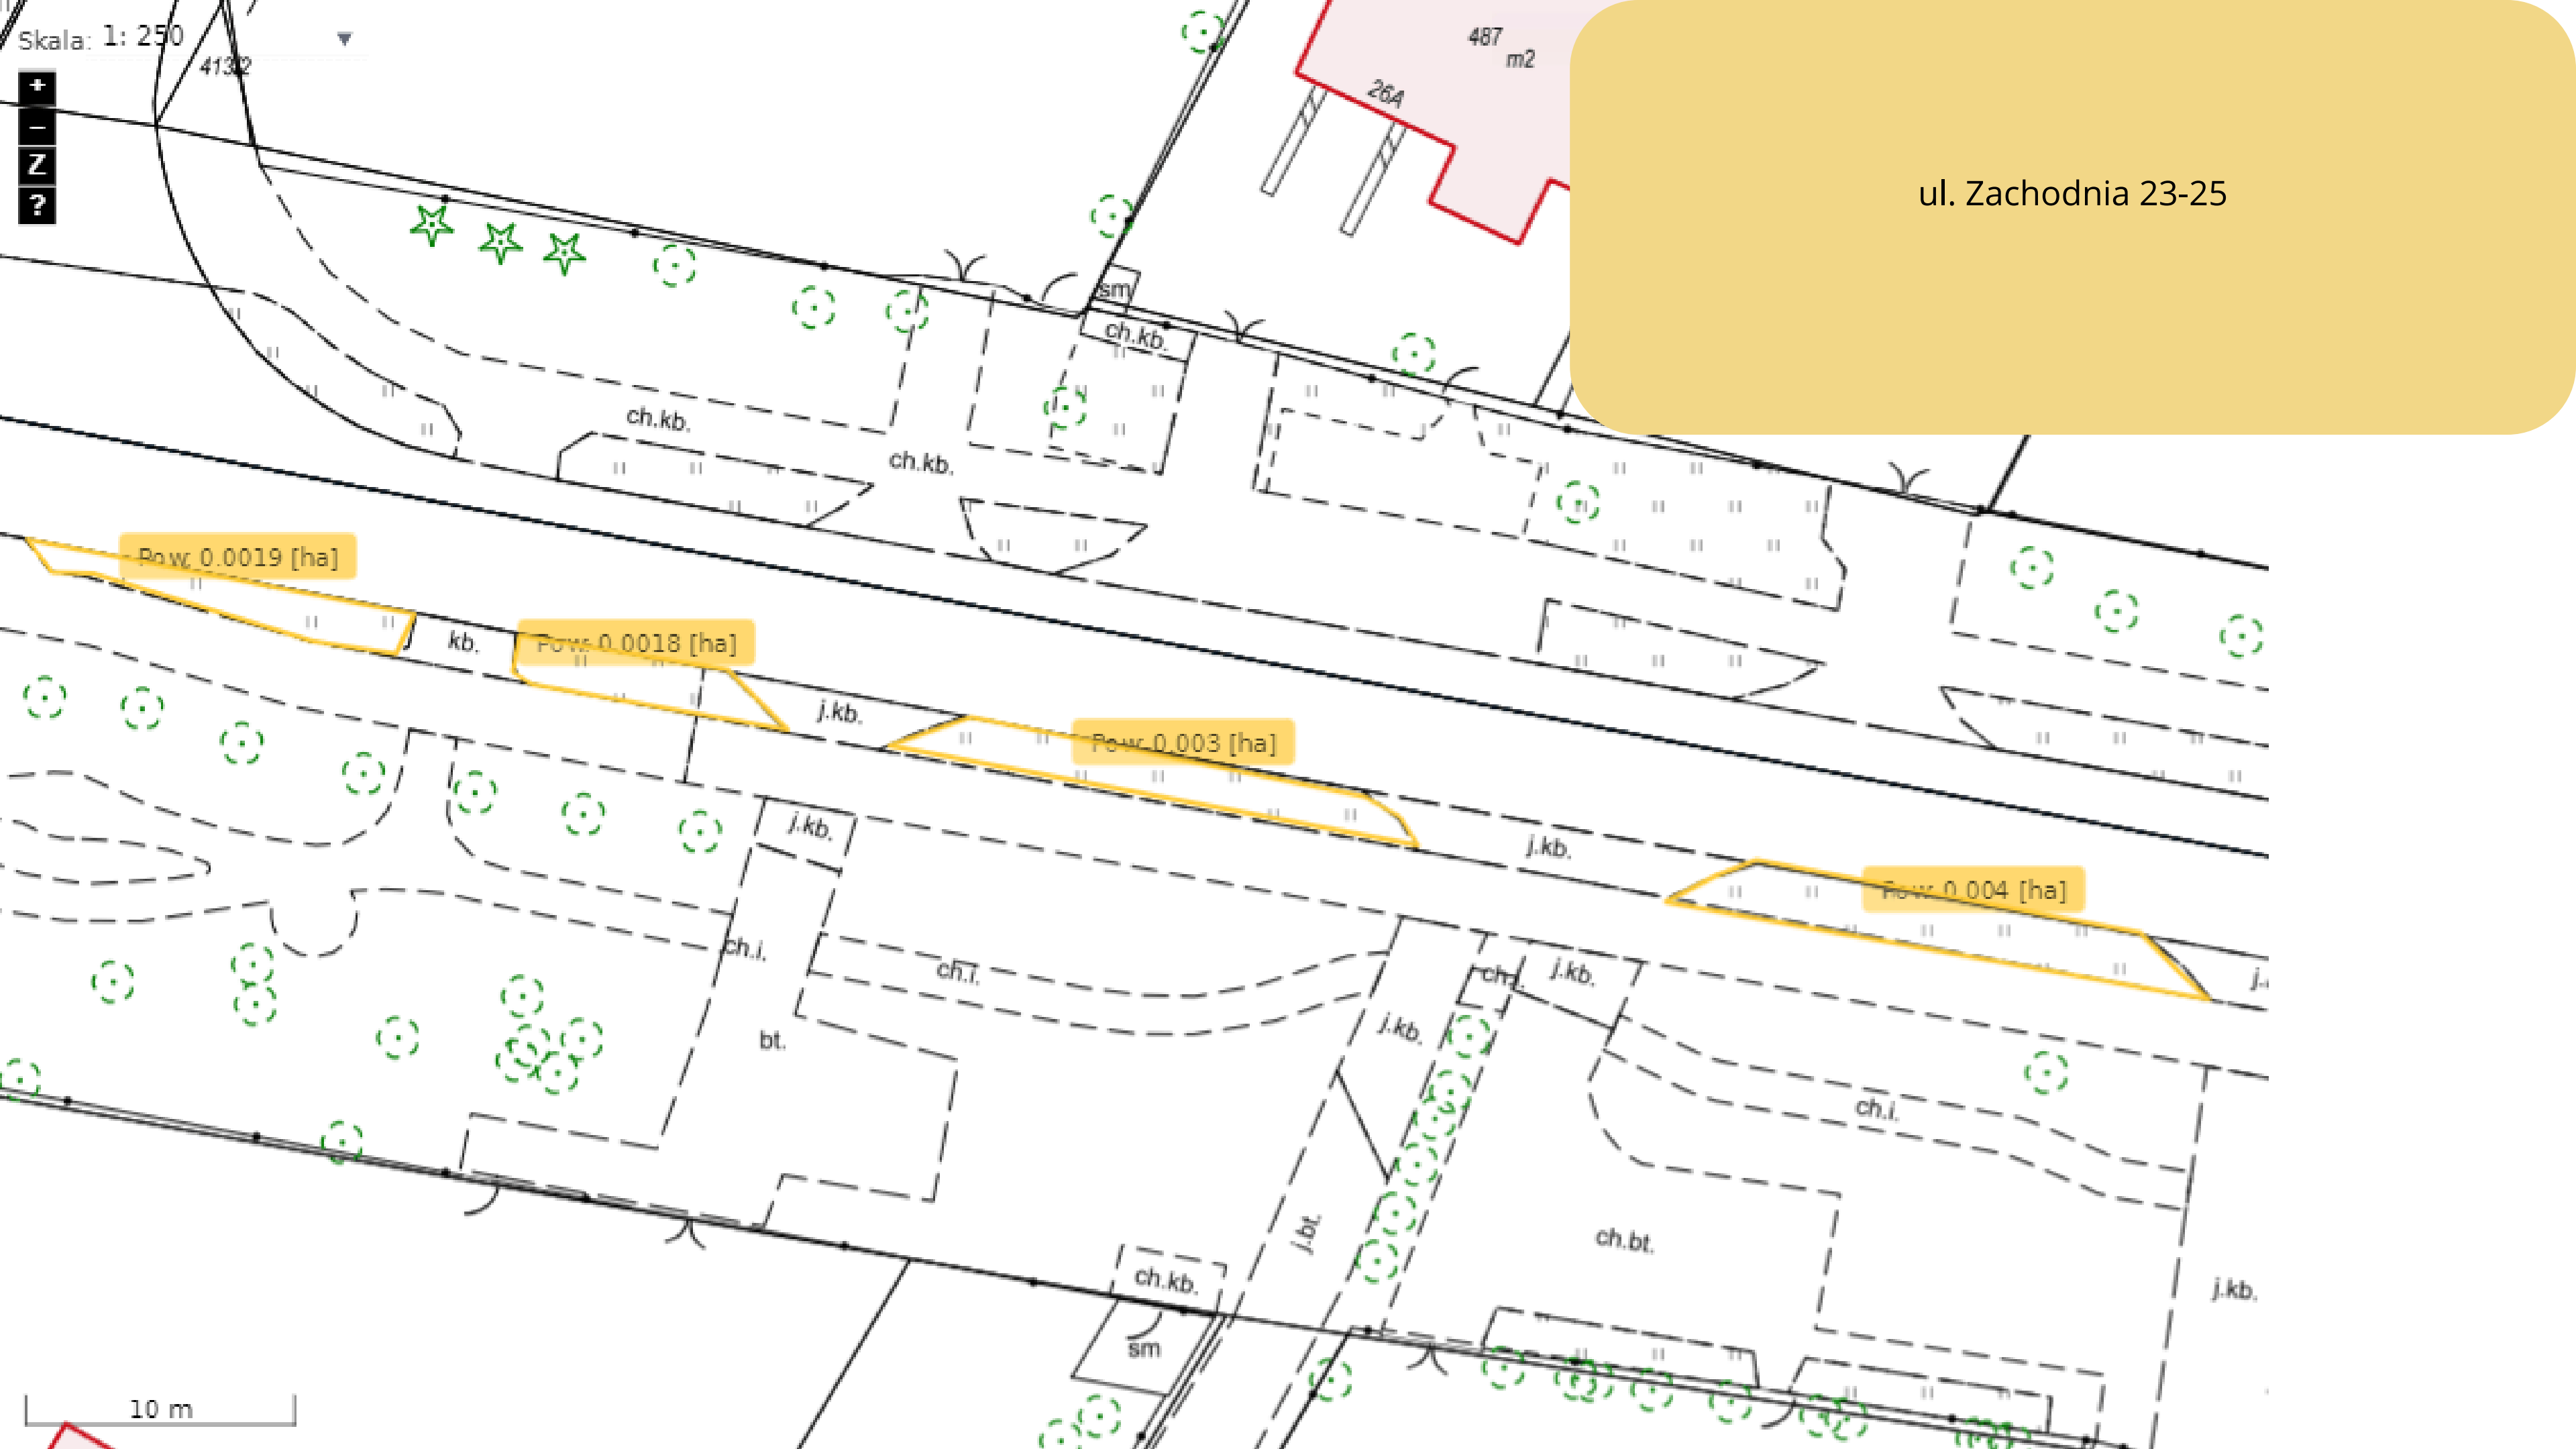 Skala: 1: 250
413/2
+
–
Z
?
487
m2
26A
ul. Zachodnia 23-25
sm
ch.kb.
ch.kb.
ch.kb.
Pow. 0.0019 [ha]
kb.
Pow. 0.0018 [ha]
j.kb.
Pow. 0.003 [ha]
j.kb.
j.kb.
Pow. 0.004 [ha]
ch.i.
ch.i.
j.kb.
bt.
j.kb.
ch.i.
ch.bt.
j.bt.
ch.kb.
j.kb.
sm
10 m